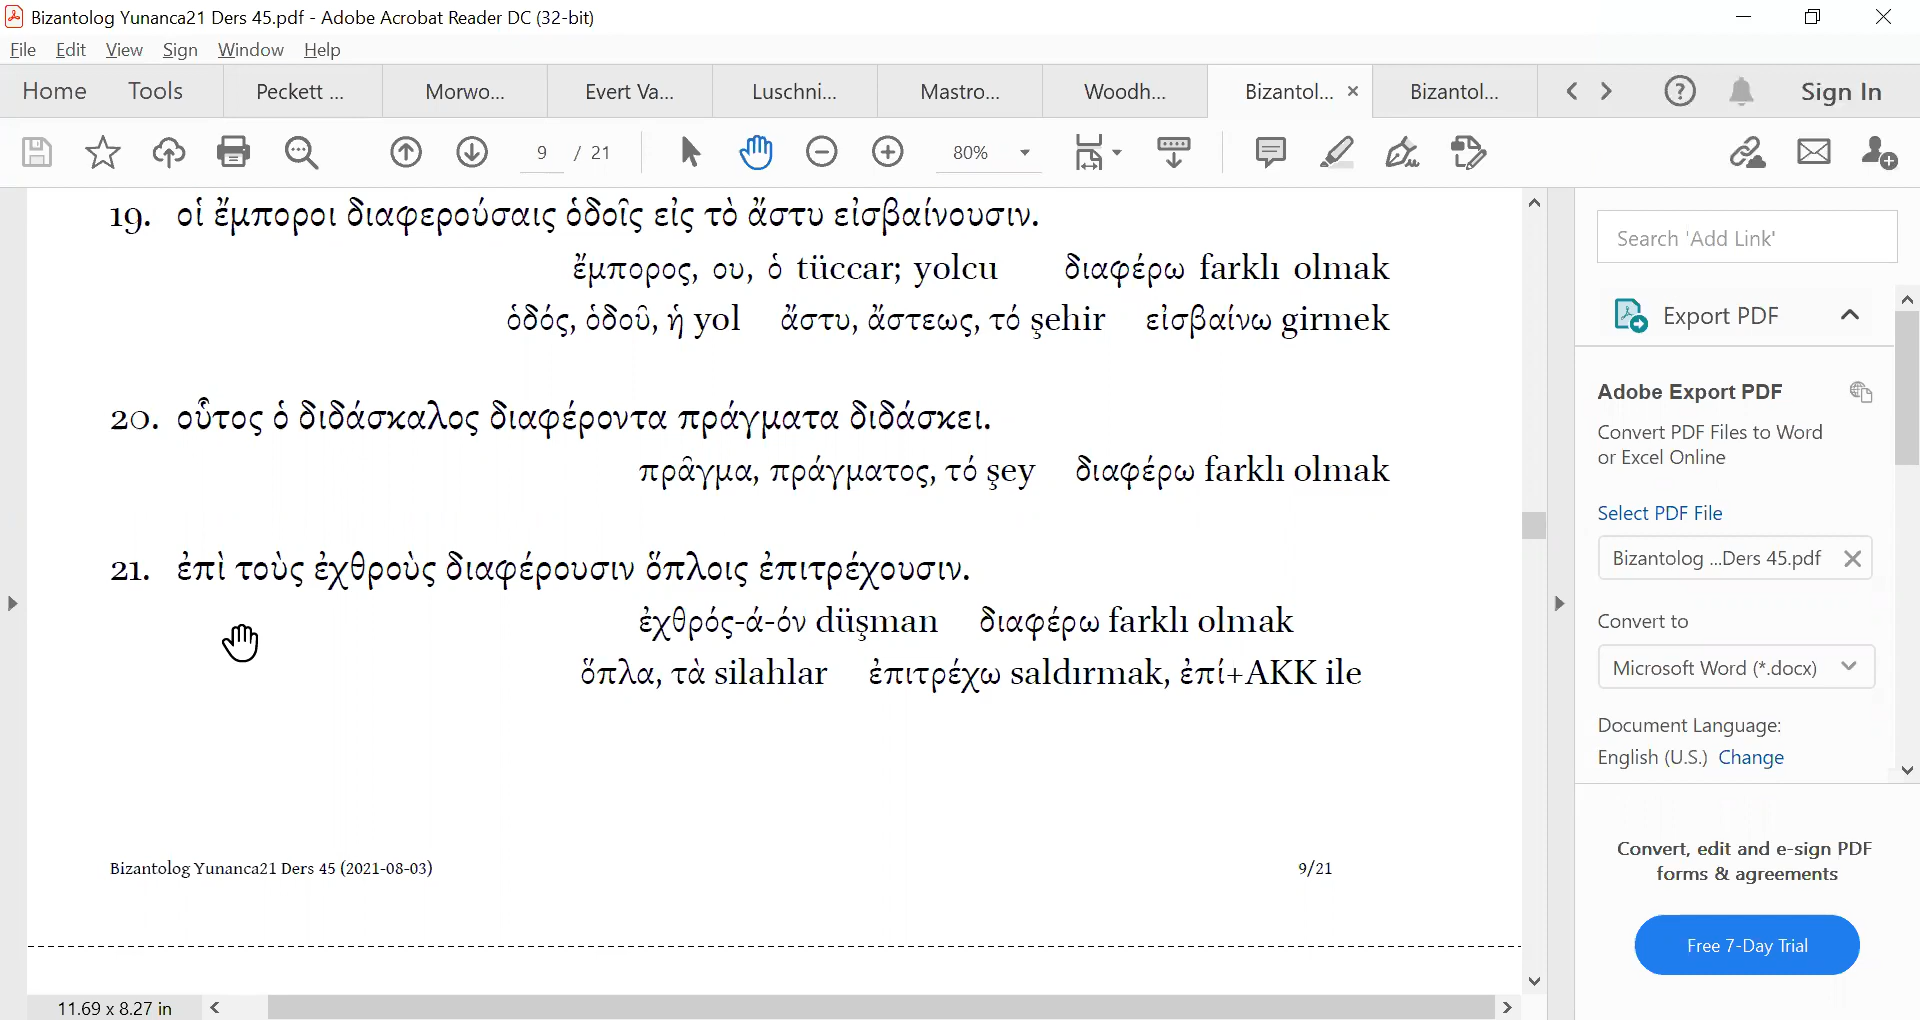 Bizantolog Yunanca21 Ders 45.pdf - Adobe Acrobat Reader DC (32-bit)
File Edit View Sign Window Help
Home Tools Peckett ... Morwo... Evert Va... Luschni... Mastro... Woodh... Bizantol... Bizantol... Sign In
9 / 21 80%
19. οἱ ἔμποροι διαφερούσαις ὁδοῖς εἰς τὸ ἄστυ εἰσβαίνουσιν.
ἔμπορος, ου, ὁ tüccar; yolcu διαφέρω farklı olmak
ὁδός, ὁδοῦ, ἡ yol ἄστυ, ἄστεως, τό şehir εἰσβαίνω girmek
20. οὗτος ὁ διδάσκαλος διαφέροντα πράγματα διδάσκει.
πρᾶγμα, πράγματος, τό şey διαφέρω farklı olmak
21. ἐπὶ τοὺς ἐχθροὺς διαφέρουσιν ὅπλοις ἐπιτρέχουσιν.
ἐχθρός-ά-όν düşman διαφέρω farklı olmak
ὅπλα, τὰ silahlar ἐπιτρέχω saldırmak, ἐπί+AKK ile
Bizantolog Yunanca21 Ders 45 (2021-08-03) 9/21
11.69 x 8.27 in
Search 'Add Link'
Export PDF
Adobe Export PDF
Convert PDF Files to Word
or Excel Online
Select PDF File
Bizantolog ...Ders 45.pdf
Convert to
Microsoft Word (*.docx)
Document Language:
English (U.S.) Change
Convert, edit and e-sign PDF
forms & agreements
Free 7-Day Trial